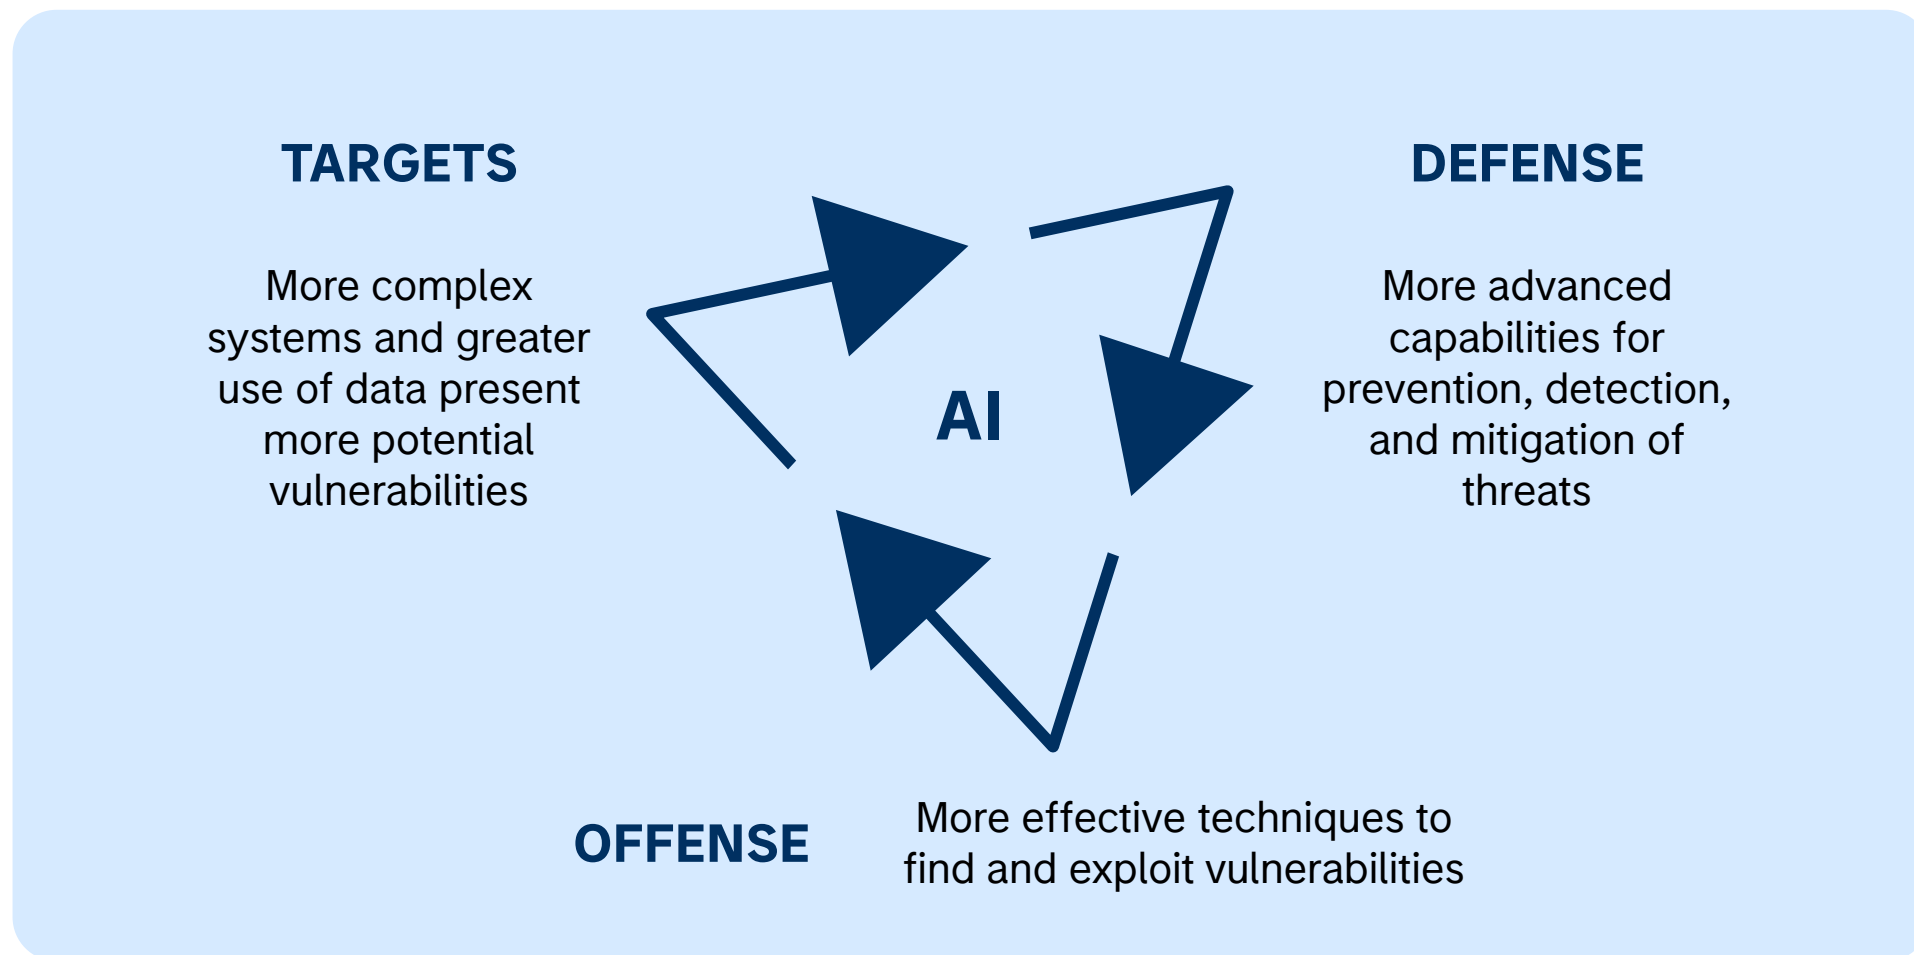 TARGETS
More complex
systems and greater
use of data present
more potential
vulnerabilities
AI
DEFENSE
More advanced
capabilities for
prevention, detection,
and mitigation of
threats
OFFENSE
More effective techniques to
find and exploit vulnerabilities